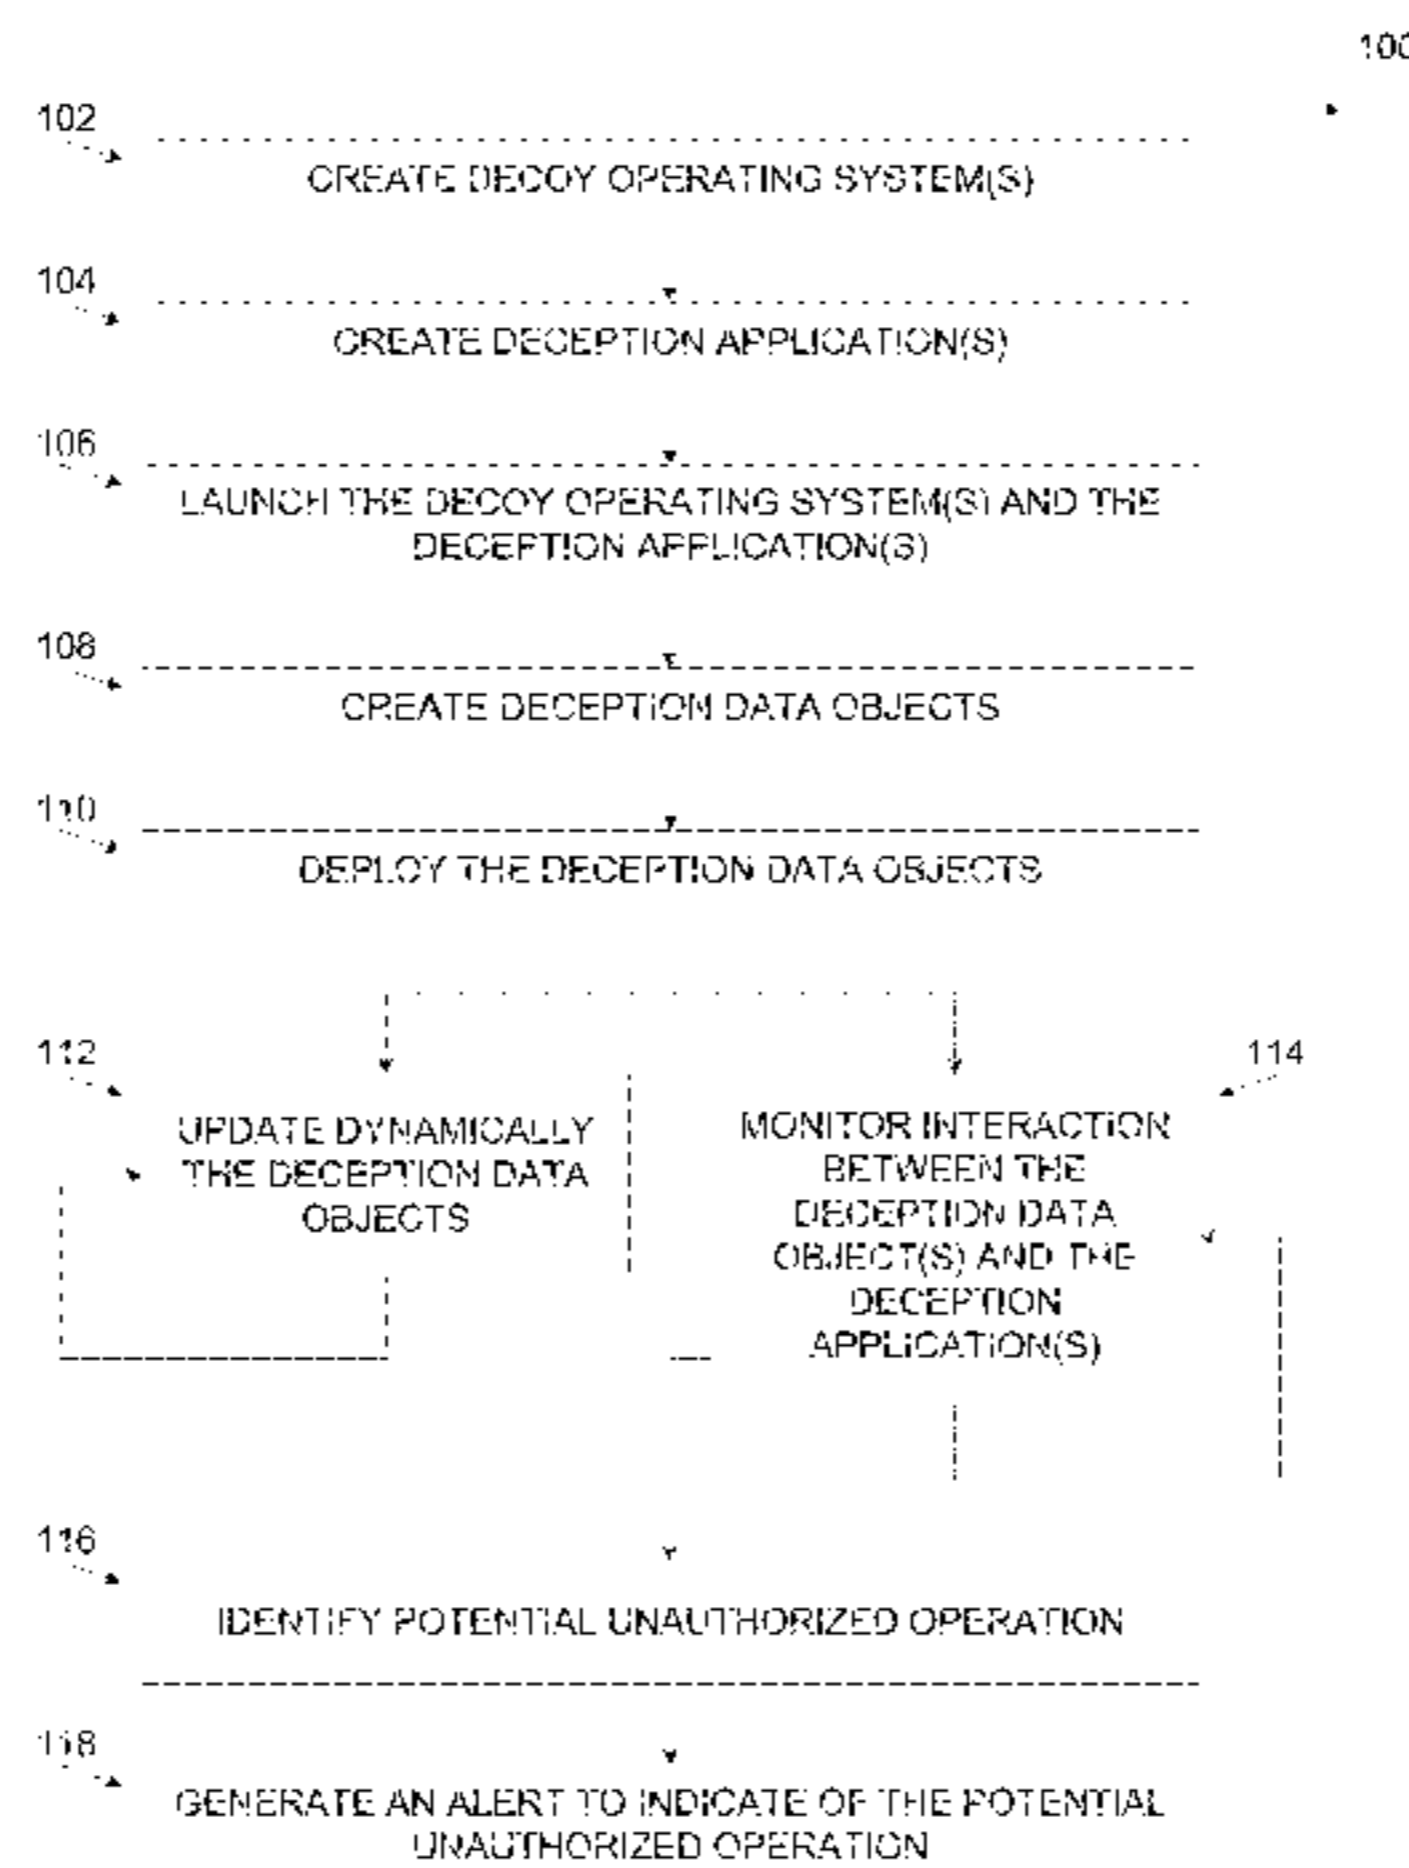 100
102
CREATE DECOY OPERATING SYSTEM(S)
104
CREATE DECEPTION APPLICATION(S)
106
LAUNCH THE DECOY OPERATING SYSTEM(S) AND THE
DECEPTION APPLICATION(S)
108
CREATE DECEPTION DATA OBJECTS
110
DEPLOY THE DECEPTION DATA OBJECTS
112
UPDATE DYNAMICALLY
THE DECEPTION DATA
OBJECTS
114
MONITOR INTERACTION
BETWEEN THE
DECEPTION DATA
OBJECT(S) AND THE
DECEPTION
APPLICATION(S)
116
IDENTIFY POTENTIAL UNAUTHORIZED OPERATION
118
GENERATE AN ALERT TO INDICATE OF THE POTENTIAL
UNAUTHORIZED OPERATION